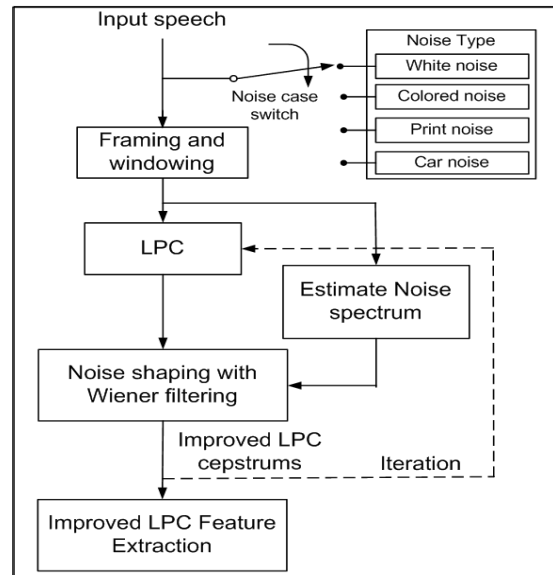 Input speech
Noise Type
White noise
Colored noise
Print noise
Car noise
Noise case
switch
Framing and
windowing
LPC
Estimate Noise
spectrum
Noise shaping with
Wiener filtering
Improved LPC
cepstrums
Iteration
Improved LPC Feature
Extraction